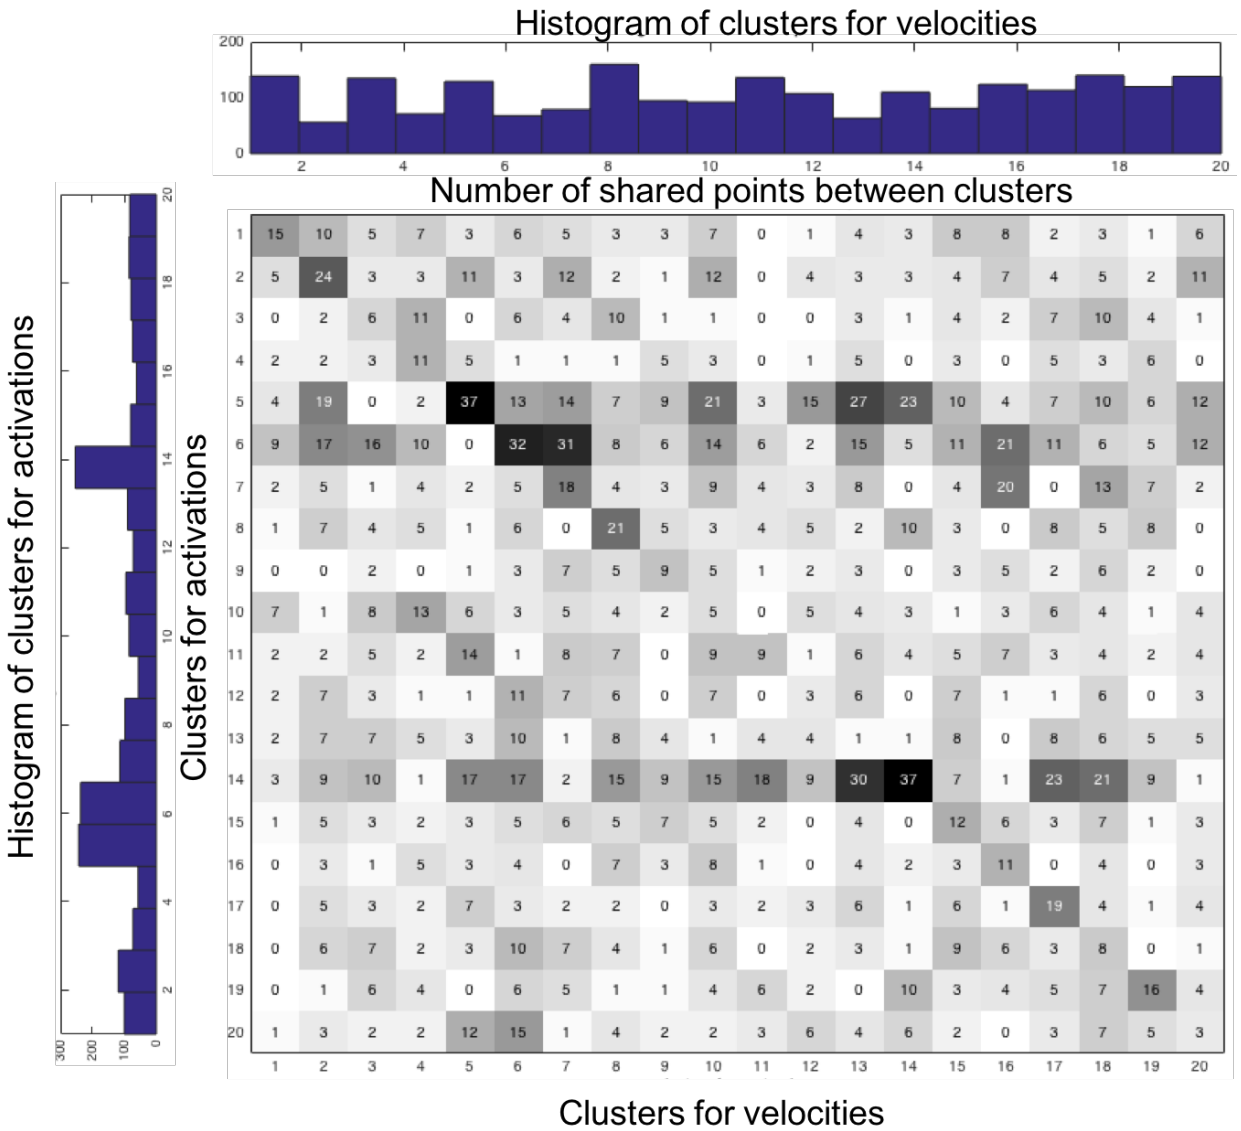 Histogram of clusters for velocities
200
100
0
2 4 6 8 10 12 14 16 18 20
Number of shared points between clusters
Histogram of clusters for activations
300 200 100 0
2 4 6 8 10 12 14 16 18 20
Clusters for activations
1 15 10 5 7 3 6 5 3 3 7 0 1 4 3 8 8 2 3 1 6
2 5 24 3 3 11 3 12 2 1 12 0 4 3 3 4 7 4 5 2 11
3 0 2 6 11 0 6 4 10 1 1 0 0 3 1 4 2 7 10 4 1
4 2 2 3 11 5 1 1 1 5 3 0 1 5 0 3 0 5 3 6 0
5 4 19 0 2 37 13 14 7 9 21 3 15 27 23 10 4 7 10 6 12
6 9 17 16 10 0 32 31 8 6 14 6 2 15 5 11 21 11 6 5 12
7 2 5 1 4 2 5 18 4 3 9 4 3 8 0 4 20 0 13 7 2
8 1 7 4 5 1 6 0 21 5 3 4 5 2 10 3 0 8 5 8 0
9 0 0 2 0 1 3 7 5 9 5 1 2 3 0 3 5 2 6 2 0
10 7 1 8 13 6 3 5 4 2 5 0 5 4 3 1 3 6 4 1 4
11 2 2 5 2 14 1 8 7 0 9 9 1 6 4 5 7 3 4 2 4
12 2 7 3 1 1 11 7 6 0 7 0 3 6 0 7 1 1 6 0 3
13 2 7 7 5 3 10 1 8 4 1 4 4 1 1 8 0 8 6 5 5
14 3 9 10 1 17 17 2 15 9 15 18 9 30 37 7 1 23 21 9 1
15 1 5 3 2 3 5 6 5 7 5 2 0 4 0 12 6 3 7 1 3
16 0 3 1 5 3 4 0 7 3 8 1 0 4 2 3 11 0 4 0 3
17 0 5 3 2 7 3 2 2 0 3 2 3 6 1 6 1 19 4 1 4
18 0 6 7 2 3 10 7 4 1 6 0 2 3 1 9 6 3 8 0 1
19 0 1 6 4 0 6 5 1 1 4 6 2 0 10 3 4 5 7 16 4
20 1 3 2 2 12 15 1 4 2 2 3 6 4 6 2 0 3 7 5 3
1 2 3 4 5 6 7 8 9 10 11 12 13 14 15 16 17 18 19 20
Clusters for velocities